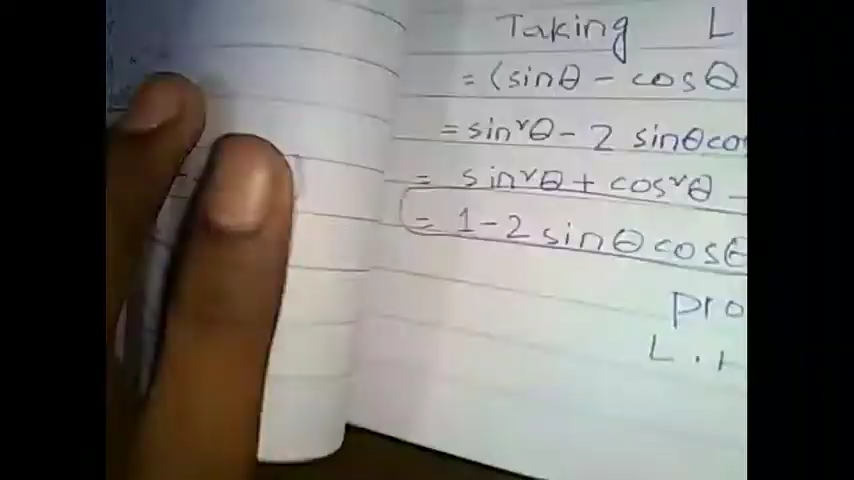 Taking L
= (sinθ - cosθ
= sin²θ - 2 sinθco
= sin²θ + cos²θ -
= 1 - 2 sinθ cosθ
pro
L.H